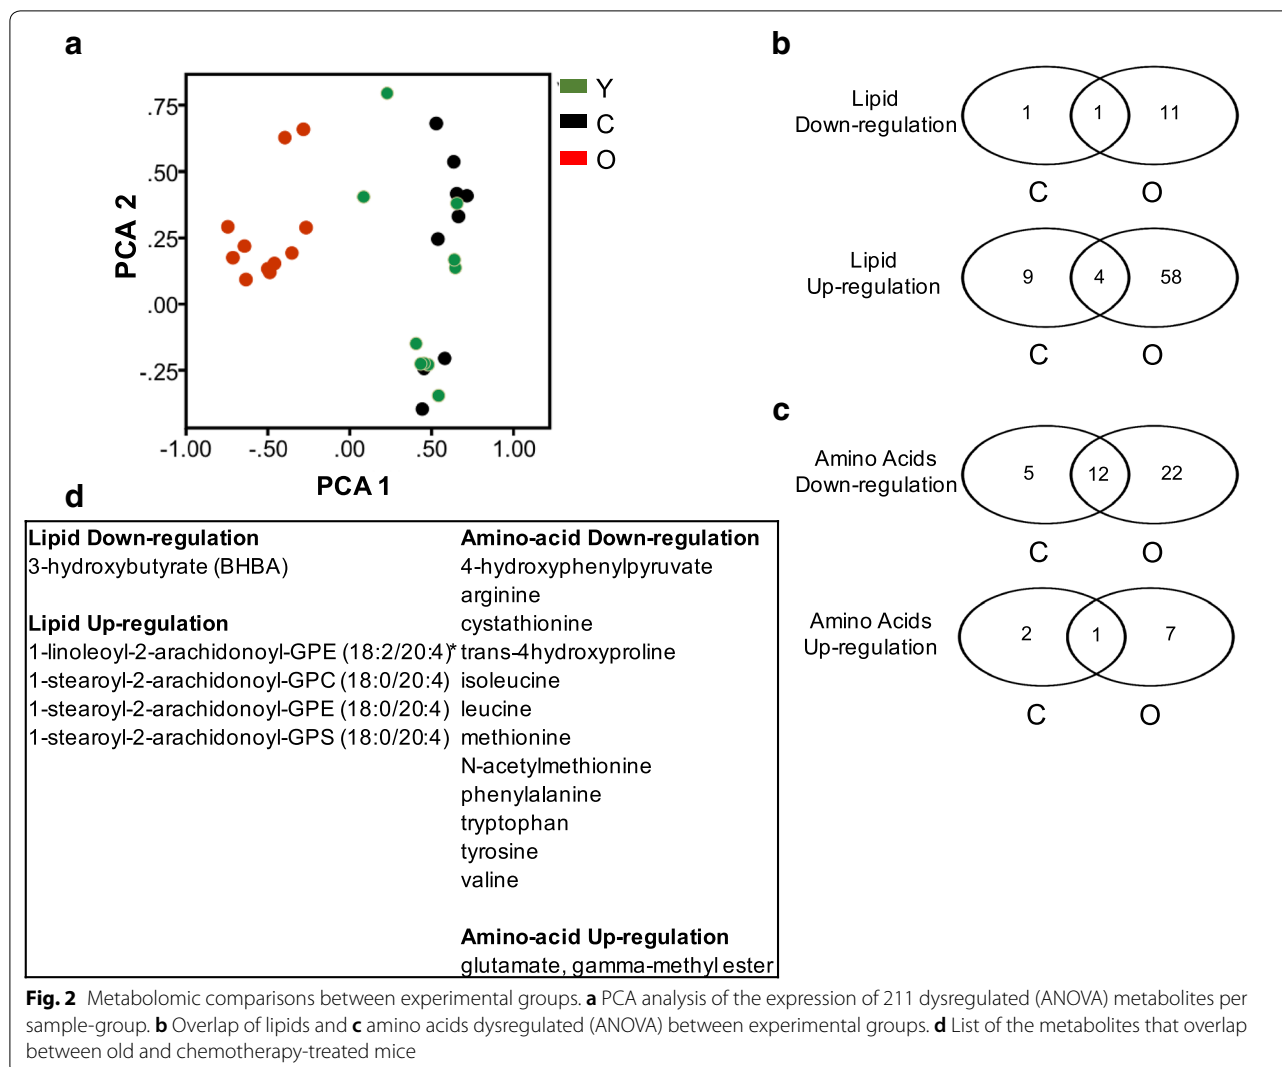 a
.75
.50
.25
.00
-.25
PCA 2
-1.00 -.50 .00 .50 1.00
PCA 1
Y
C
O
b
Lipid
Down-regulation
1 1 11
C O
Lipid
Up-regulation
9 4 58
C O
c
Amino Acids
Down-regulation
5 12 22
C O
Amino Acids
Up-regulation
2 1 7
C O
d
Lipid Down-regulation
3-hydroxybutyrate (BHBA)
Lipid Up-regulation
1-linoleoyl-2-arachidonoyl-GPE (18:2/20:4)*
1-stearoyl-2-arachidonoyl-GPC (18:0/20:4)
1-stearoyl-2-arachidonoyl-GPE (18:0/20:4)
1-stearoyl-2-arachidonoyl-GPS (18:0/20:4)
Amino-acid Down-regulation
4-hydroxyphenylpyruvate
arginine
cystathionine
trans-4hydroxyproline
isoleucine
leucine
methionine
N-acetylmethionine
phenylalanine
tryptophan
tyrosine
valine
Amino-acid Up-regulation
glutamate, gamma-methyl ester
Fig. 2 Metabolomic comparisons between experimental groups. a PCA analysis of the expression of 211 dysregulated (ANOVA) metabolites per
sample-group. b Overlap of lipids and c amino acids dysregulated (ANOVA) between experimental groups. d List of the metabolites that overlap
between old and chemotherapy-treated mice